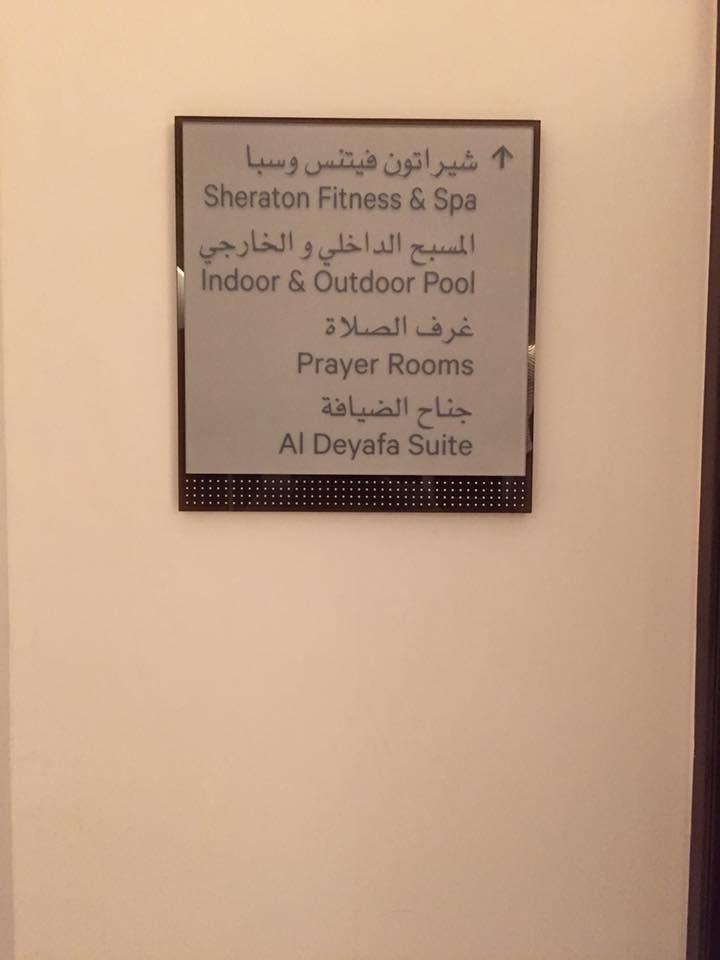 شيراتون فيتنس وسبا ↑
Sheraton Fitness & Spa
المسبح الداخلي و الخارجي
Indoor & Outdoor Pool
غرف الصلاة
Prayer Rooms
جناح الضيافة
Al Deyafa Suite